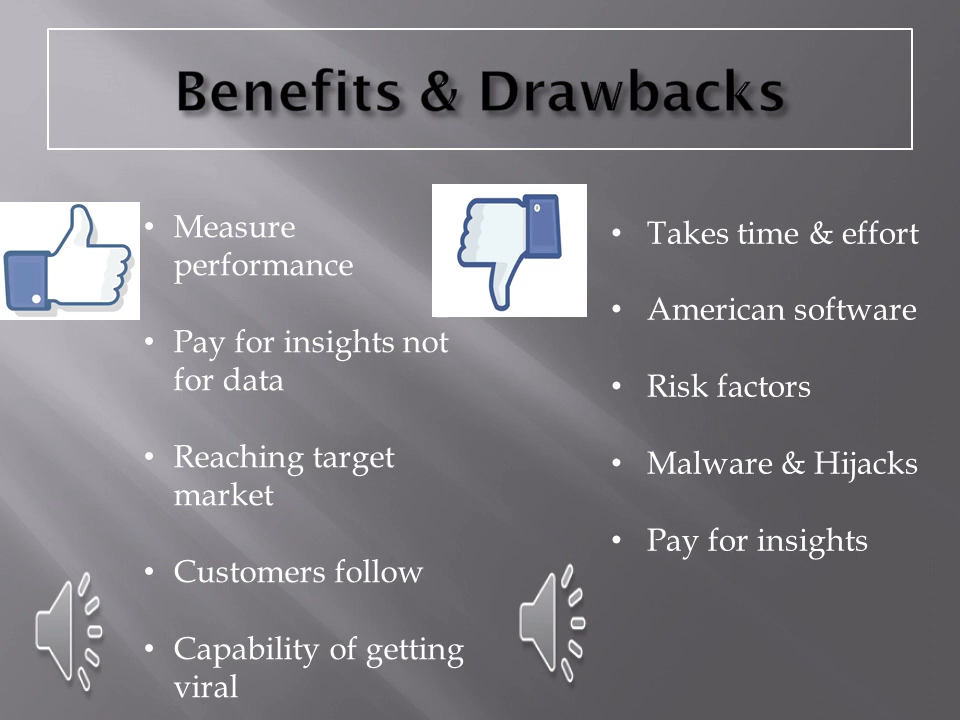 Benefits & Drawbacks
• Measure
performance
• Pay for insights not
for data
• Reaching target
market
• Customers follow
• Capability of getting
viral
• Takes time & effort
• American software
• Risk factors
• Malware & Hijacks
• Pay for insights